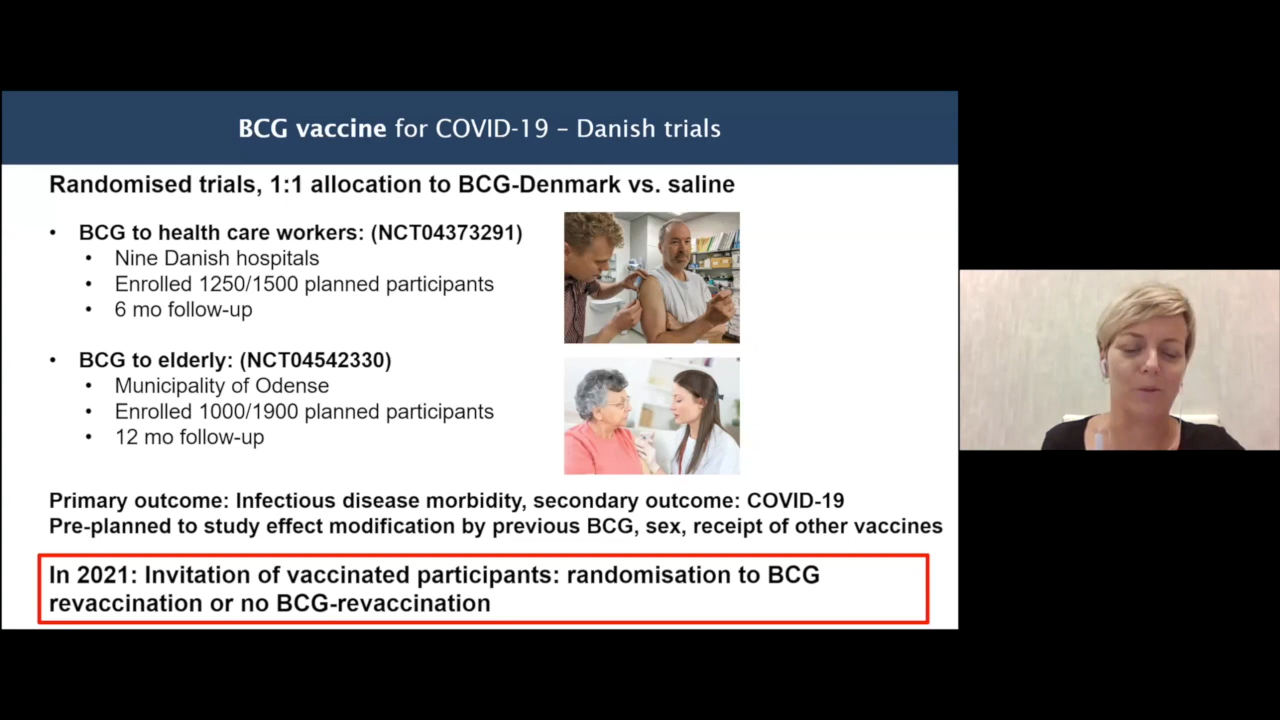 BCG vaccine for COVID-19 – Danish trials
Randomised trials, 1:1 allocation to BCG-Denmark vs. saline
• BCG to health care workers: (NCT04373291)
• Nine Danish hospitals
• Enrolled 1250/1500 planned participants
• 6 mo follow-up
• BCG to elderly: (NCT04542330)
• Municipality of Odense
• Enrolled 1000/1900 planned participants
• 12 mo follow-up
Primary outcome: Infectious disease morbidity, secondary outcome: COVID-19
Pre-planned to study effect modification by previous BCG, sex, receipt of other vaccines
In 2021: Invitation of vaccinated participants: randomisation to BCG
revaccination or no BCG-revaccination